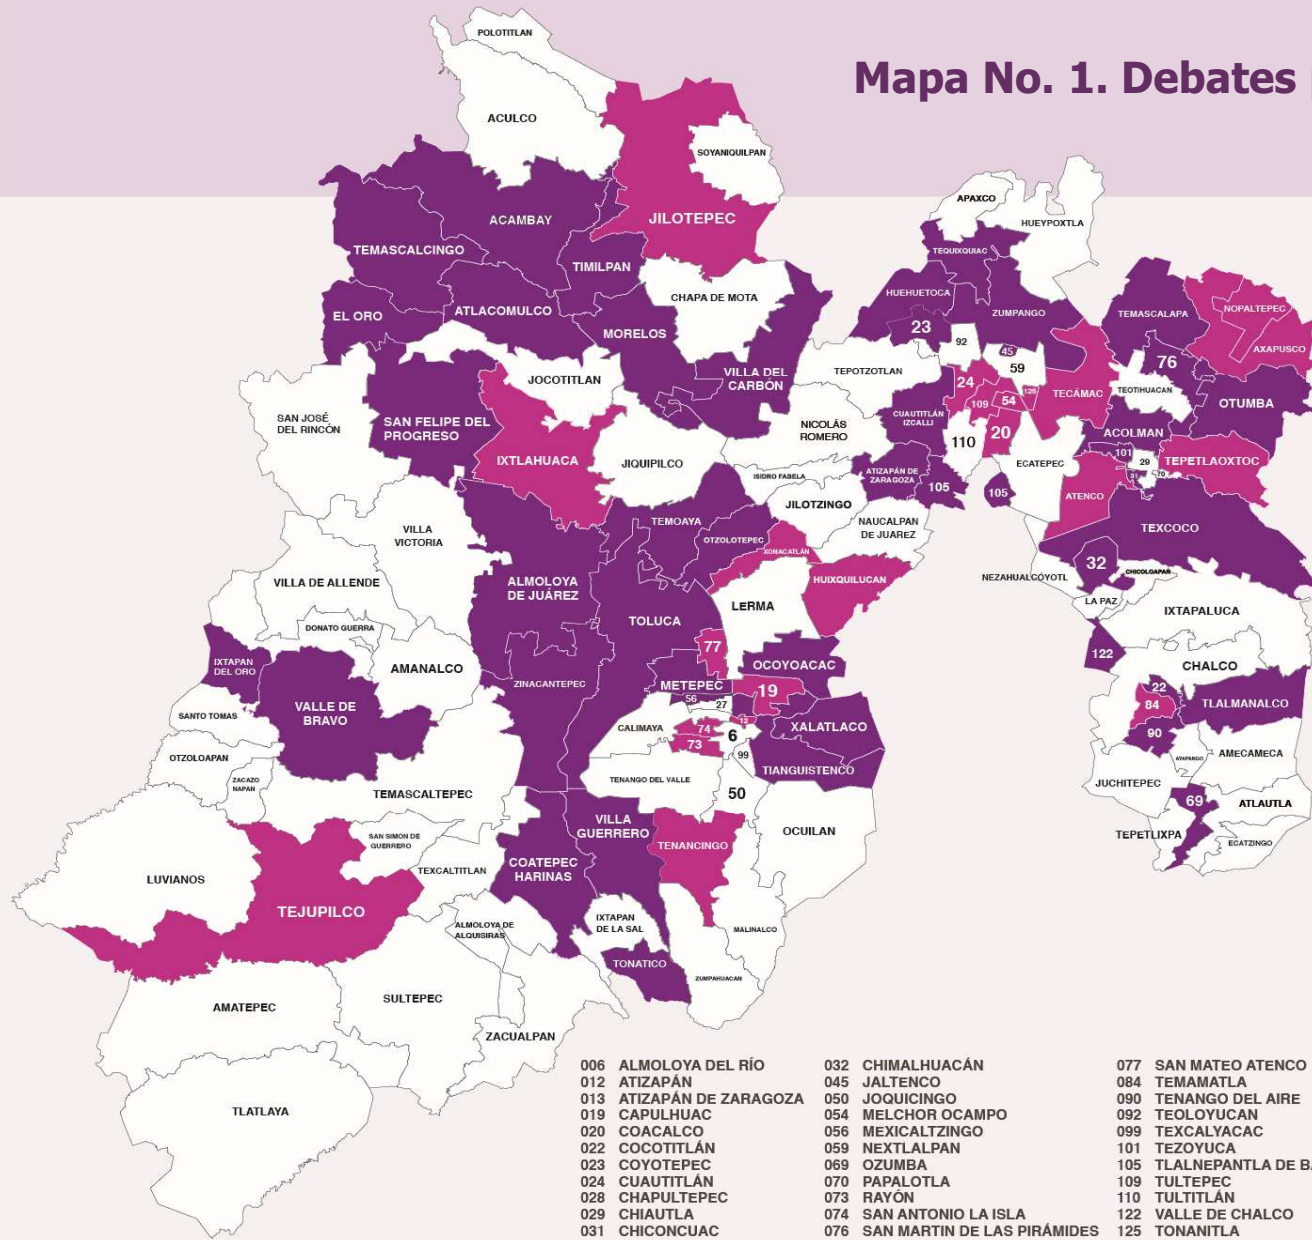 Mapa No. 1. Debates
POLOTITLAN
ACULCO
SOYANIQUILPAN
JILOTEPEC
ACAMBAY
TEMASCALCINGO
TIMILPAN
CHAPA DE MOTA
EL ORO
ATLACOMULCO
MORELOS
VILLA DEL
CARBÓN
JOCOTITLAN
SAN JOSÉ
DEL RINCÓN
SAN FELIPE DEL
PROGRESO
IXTLAHUACA
JIQUIPILCO
APAXCO
HUEYPOXTLA
TEQUIXQUIAC
HUEHUETOCA
ZUMPANGO
23
92
45
59
TEPOTZOTLAN
24
109
54
125
TECÁMAC
TEMASCALAPA
NOPALTEPEC
AXAPUSCO
76
TEOTIHUACAN
OTUMBA
NICOLÁS
ROMERO
CUAUTITLÁN
IZCALLI
110
20
ACOLMAN
101
29
31
70
TEPETLAOXTOC
ECATEPEC
ISIDRO FABELA
ATIZAPÁN DE
ZARAGOZA
105
105
ATENCO
TEXCOCO
JILOTZINGO
NAUCALPAN
DE JUAREZ
TEMOAYA
OTZOLOTEPEC
XONACATLÁN
HUIXQUILUCAN
VILLA
VICTORIA
ALMOLOYA
DE JUÁREZ
VILLA DE ALLENDE
DONATO GUERRA
LERMA
TOLUCA
32
CHICOLOAPAN
NEZAHUALCÓYOTL
LA PAZ
IXTAPALUCA
122
CHALCO
22
84
TLALMANALCO
90
AYAPANGO
AMECAMECA
JUCHITEPEC
69
ATLAUTLA
TEPETLIXPA
ECATZINGO
IXTAPAN
DEL ORO
AMANALCO
ZINACANTEPEC
77
OCOYOACAC
METEPEC
19
56
27
VALLE DE
BRAVO
SANTO TOMAS
CALIMAYA
74
12
6
XALATLACO
73
99
TIANGUISTENCO
OTZOLOAPAN
ZACAZO
NAPAN
TENANGO DEL VALLE
50
TEMASCALTEPEC
SAN SIMON DE
GUERRERO
VILLA
GUERRERO
OCUILAN
TENANCINGO
COATEPEC
HARINAS
TEXCALTITLAN
LUVIANOS
TEJUPILCO
ALMOLOYA DE
ALQUISIRAS
IXTAPAN
DE LA SAL
MALINALCO
TONATICO
ZUMPAHUACAN
AMATEPEC
SULTEPEC
ZACUALPAN
TLATLAYA
006 ALMOLOYA DEL RÍO
012 ATIZAPÁN
013 ATIZAPÁN DE ZARAGOZA
019 CAPULHUAC
020 COACALCO
022 COCOTITLÁN
023 COYOTEPEC
024 CUAUTITLÁN
028 CHAPULTEPEC
029 CHIAUTLA
031 CHICONCUAC
032 CHIMALHUACÁN
045 JALTENCO
050 JOQUICINGO
054 MELCHOR OCAMPO
056 MEXICALTZINGO
059 NEXTLALPAN
069 OZUMBA
070 PAPALOTLA
073 RAYÓN
074 SAN ANTONIO LA ISLA
076 SAN MARTIN DE LAS PIRÁMIDES
077 SAN MATEO ATENCO
084 TEMAMATLA
090 TENANGO DEL AIRE
092 TEOLOYUCAN
099 TEXCALYACAC
101 TEZOYUCA
105 TLALNEPANTLA DE
109 TULTEPEC
110 TULTITLÁN
122 VALLE DE CHALCO
125 TONANITLA